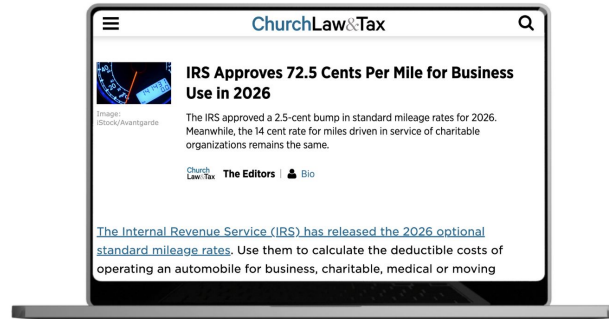 ChurchLaw&Tax
IRS Approves 72.5 Cents Per Mile for Business
Use in 2026
Image:
iStock/Avantgarde
The IRS approved a 2.5-cent bump in standard mileage rates for 2026.
Meanwhile, the 14 cent rate for miles driven in service of charitable
organizations remains the same.
Church
Law&Tax
The Editors | Bio
The Internal Revenue Service (IRS) has released the 2026 optional
standard mileage rates. Use them to calculate the deductible costs of
operating an automobile for business, charitable, medical or moving